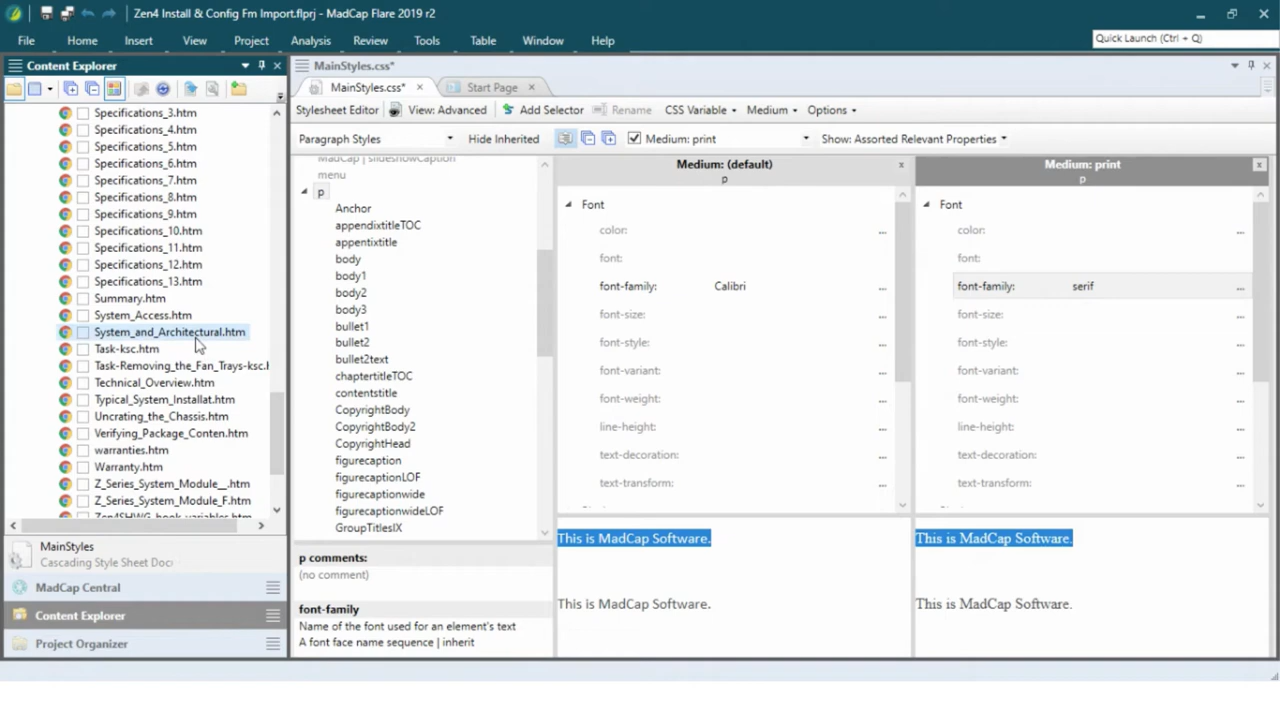 Zen4 Install & Config Fm Import.flprj - MadCap Flare 2019 r2
File Home Insert View Project Analysis Review Tools Table Window Help
Quick Launch (Ctrl + Q)
Content Explorer
Specifications_3.htm
Specifications_4.htm
Specifications_5.htm
Specifications_6.htm
Specifications_7.htm
Specifications_8.htm
Specifications_9.htm
Specifications_10.htm
Specifications_11.htm
Specifications_12.htm
Specifications_13.htm
Summary.htm
System_Access.htm
System_and_Architectural.htm
Task-ksc.htm
Task-Removing_the_Fan_Trays-ksc.h
Technical_Overview.htm
Typical_System_Installat.htm
Uncrating_the_Chassis.htm
Verifying_Package_Conten.htm
warranties.htm
Warranty.htm
Z_Series_System_Module__.htm
Z_Series_System_Module_F.htm
Zen4SHWG_book_variables.htm
MainStyles
Cascading Style Sheet Doc
MadCap Central
Content Explorer
Project Organizer
MainStyles.css*
MainStyles.css* × Start Page ×
Stylesheet Editor View: Advanced Add Selector Rename CSS Variable Medium Options
Paragraph Styles Hide Inherited Medium: print Show: Assorted Relevant Properties
MadCap | slideshowCaption
menu
p
Anchor
appendixtitleTOC
appentixtitle
body
body1
body2
body3
bullet1
bullet2
bullet2text
chaptertitleTOC
contentstitle
CopyrightBody
CopyrightBody2
CopyrightHead
figurecaption
figurecaptionLOF
figurecaptionwide
figurecaptionwideLOF
GroupTitlesIX
p comments:
(no comment)
font-family
Name of the font used for an element's text
A font face name sequence | inherit
Medium: (default)
p
Font
color: ...
font:
font-family: Calibri ...
font-size: ...
font-style: ...
font-variant: ...
font-weight: ...
line-height: ...
text-decoration: ...
text-transform: ...
This is MadCap Software.
This is MadCap Software.
Medium: print
p
Font
color: ...
font:
font-family: serif ...
font-size: ...
font-style: ...
font-variant: ...
font-weight: ...
line-height: ...
text-decoration: ...
text-transform: ...
This is MadCap Software.
This is MadCap Software.